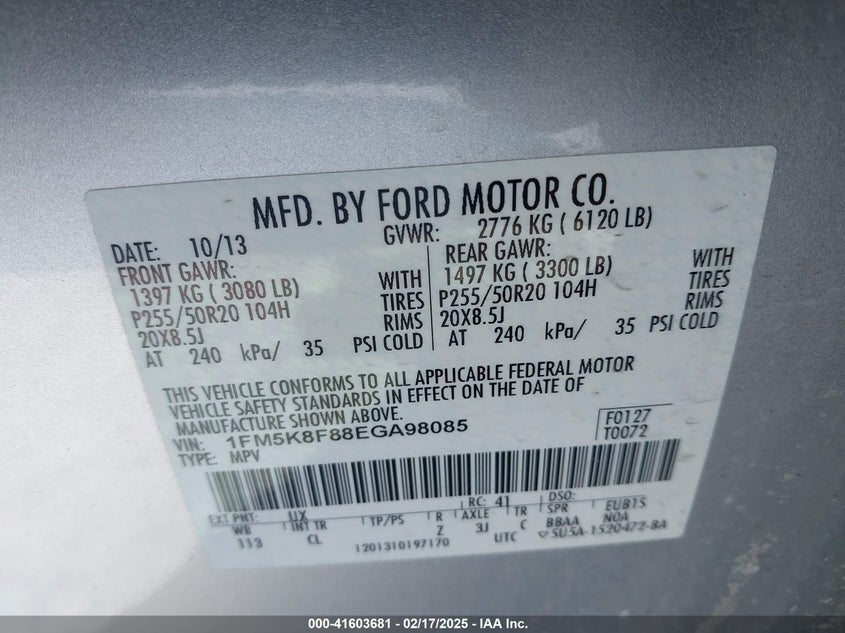 MFD. BY FORD MOTOR CO.
DATE: 10/13 GVWR: 2776 KG ( 6120 LB)
FRONT GAWR: REAR GAWR:
1397 KG ( 3080 LB) WITH 1497 KG ( 3300 LB) WITH
P255/50R20 104H TIRES P255/50R20 104H TIRES
20X8.5J RIMS 20X8.5J RIMS
AT 240 kPa/ 35 PSI COLD AT 240 kPa/ 35 PSI COLD
THIS VEHICLE CONFORMS TO ALL APPLICABLE FEDERAL MOTOR
VEHICLE SAFETY STANDARDS IN EFFECT ON THE DATE OF
MANUFACTURE SHOWN ABOVE.
VIN: 1FM5K8F88EGA98085 F0127
TYPE: MPV T0072
EXT PNT: UX RC: 41 DSO:
WB INT TR TP/PS R AXLE TR SPR EUB1S
113 CL Z 3J C BBAA NOA
1201310197170 UTC ▽5U5A-1520472-BA
000-41603681 - 02/17/2025 - IAA Inc.